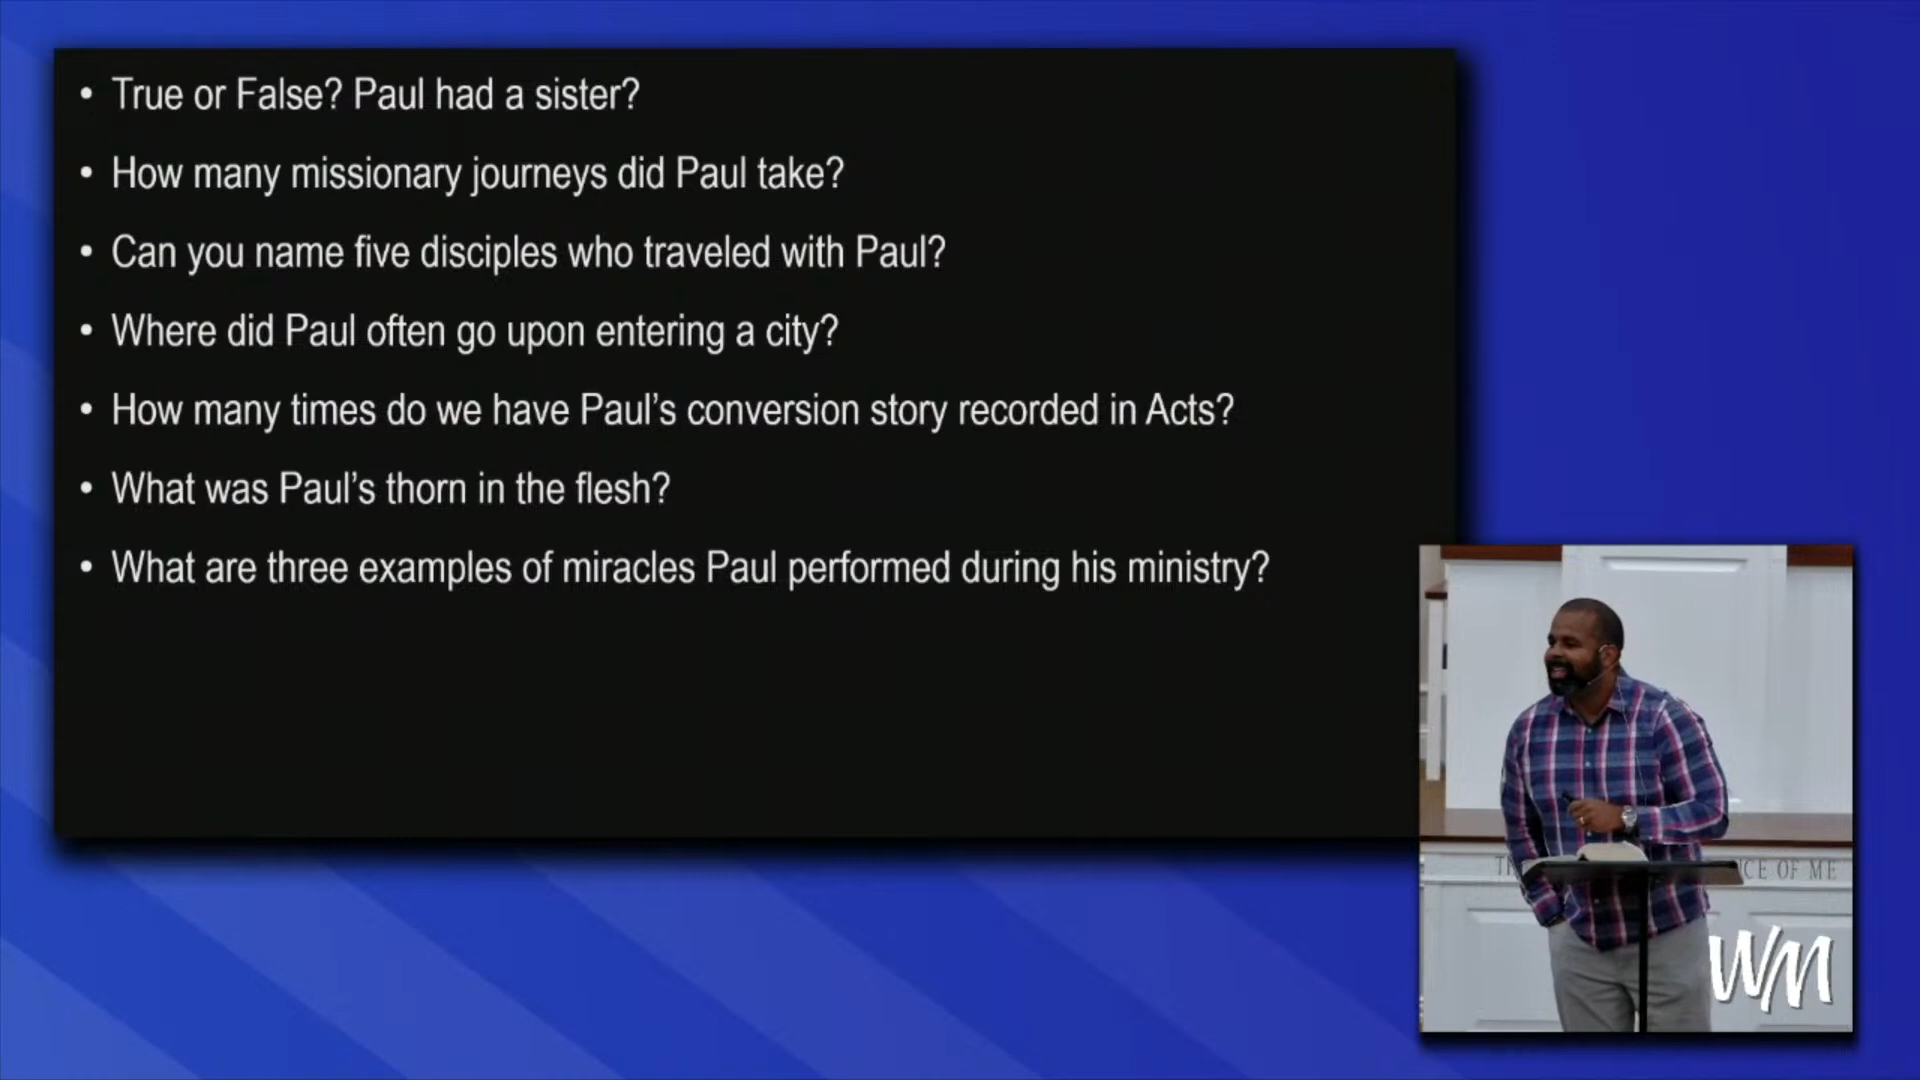 • True or False? Paul had a sister?
• How many missionary journeys did Paul take?
• Can you name five disciples who traveled with Paul?
• Where did Paul often go upon entering a city?
• How many times do we have Paul’s conversion story recorded in Acts?
• What was Paul’s thorn in the flesh?
• What are three examples of miracles Paul performed during his ministry?
OF ME
WM